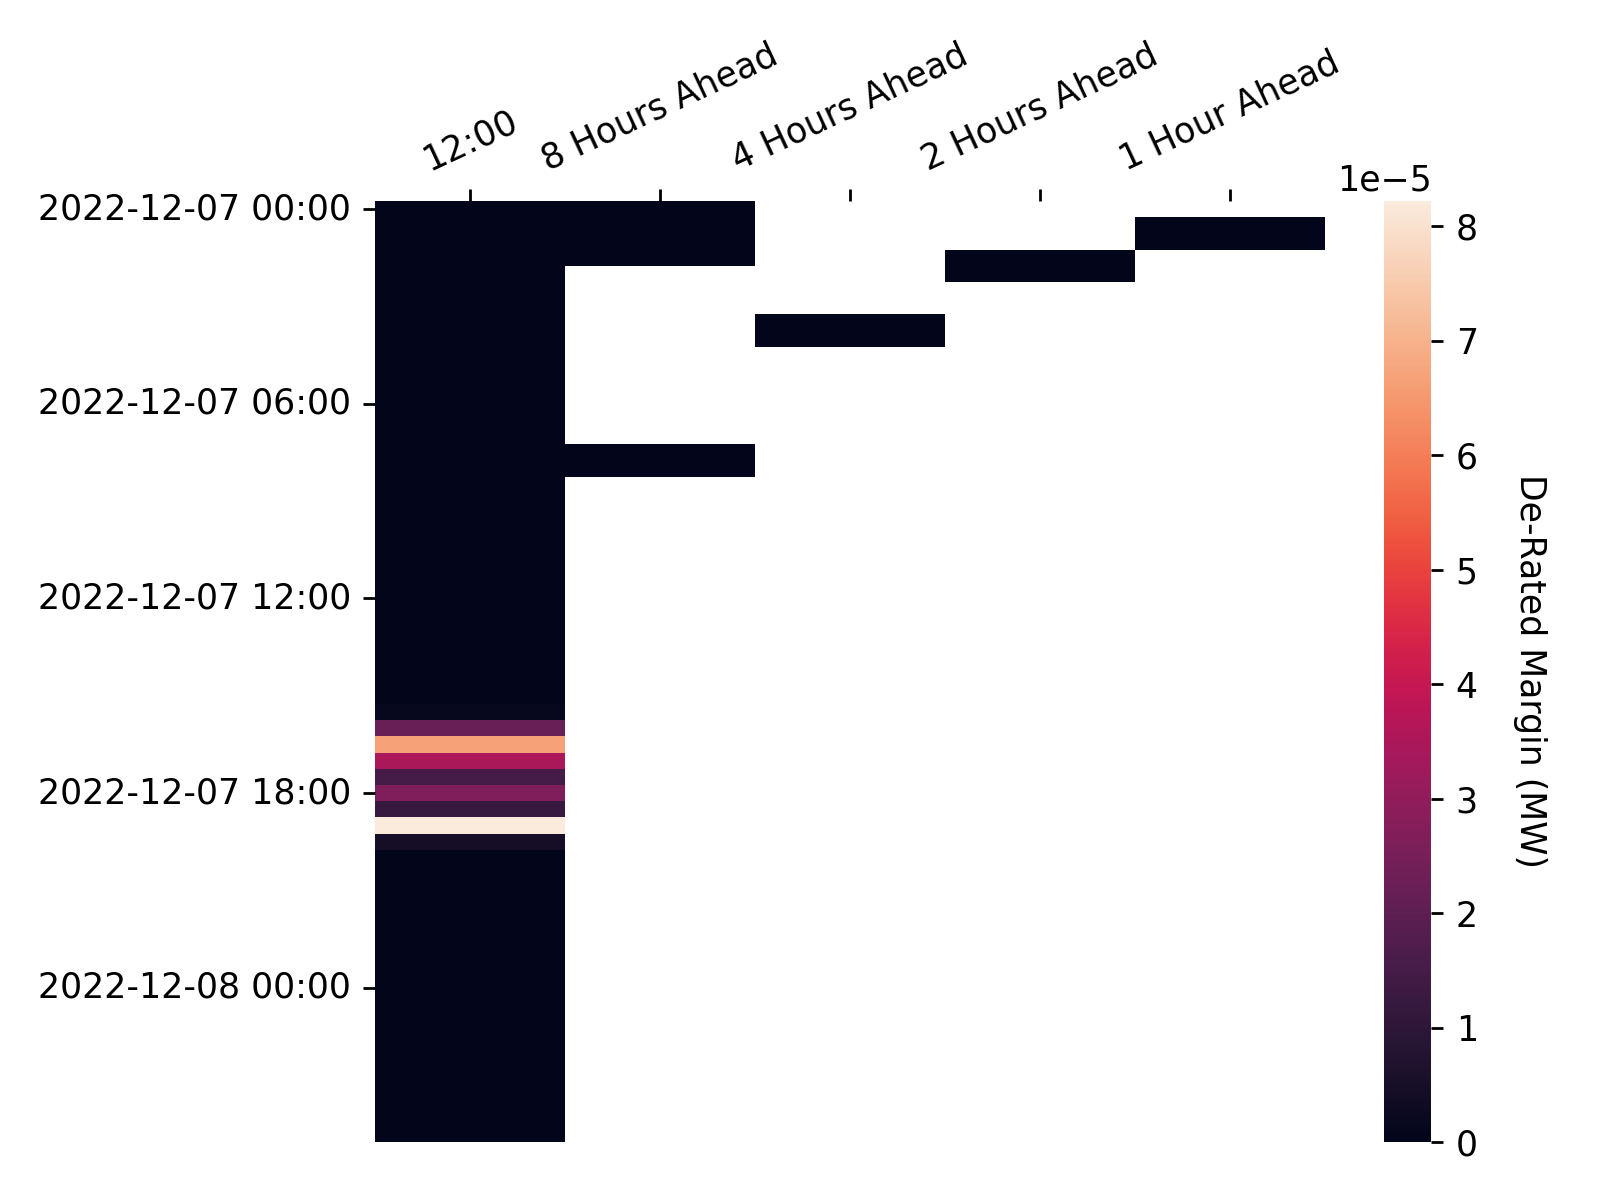 12:00
8 Hours Ahead
4 Hours Ahead
2 Hours Ahead
1 Hour Ahead
2022-12-07 00:00
2022-12-07 06:00
2022-12-07 12:00
2022-12-07 18:00
2022-12-08 00:00
1e−5
8
7
6
5
4
3
2
1
0
De-Rated Margin (MW)